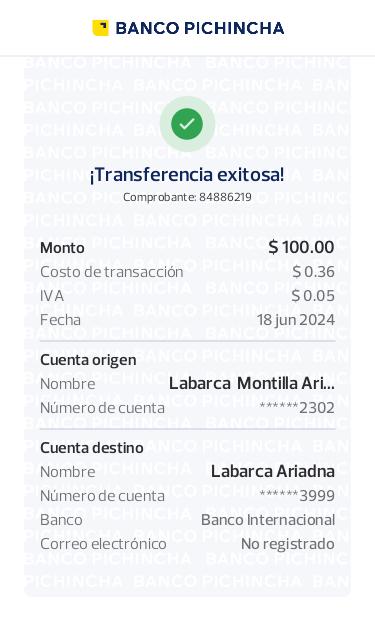 BANCO PICHINCHA
¡Transferencia exitosa!
Comprobante: 84886219
Monto $ 100.00
Costo de transacción $ 0.36
IVA $ 0.05
Fecha 18 jun 2024
Cuenta origen
Nombre Labarca Montilla Ari...
Número de cuenta ******2302
Cuenta destino
Nombre Labarca Ariadna
Número de cuenta ******3999
Banco Banco Internacional
Correo electrónico No registrado